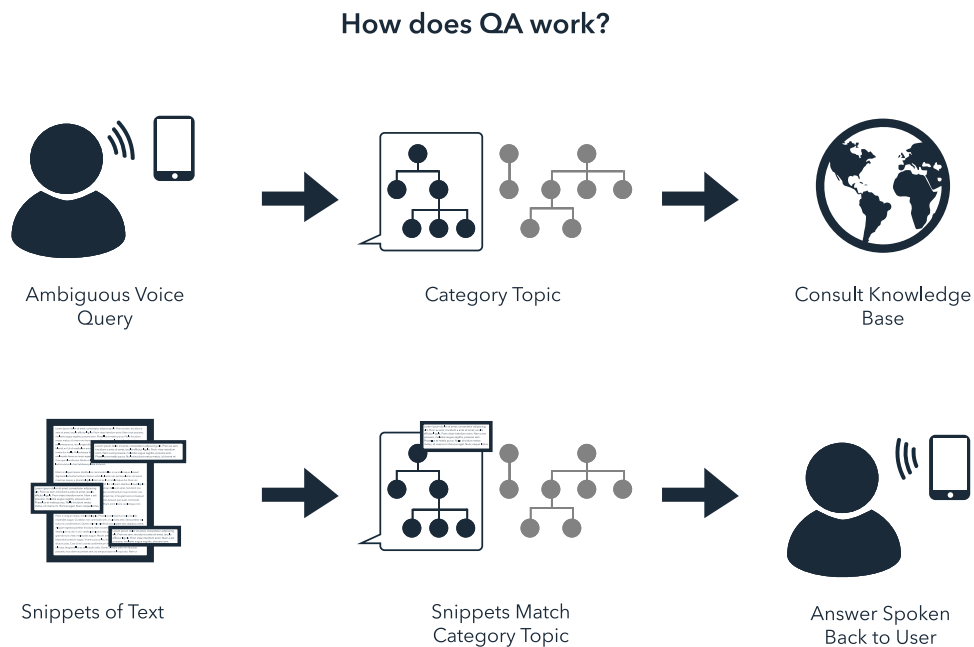 How does QA work?
Ambiguous Voice
Query
Category Topic
Consult Knowledge
Base
Snippets of Text
Snippets Match
Category Topic
Answer Spoken
Back to User